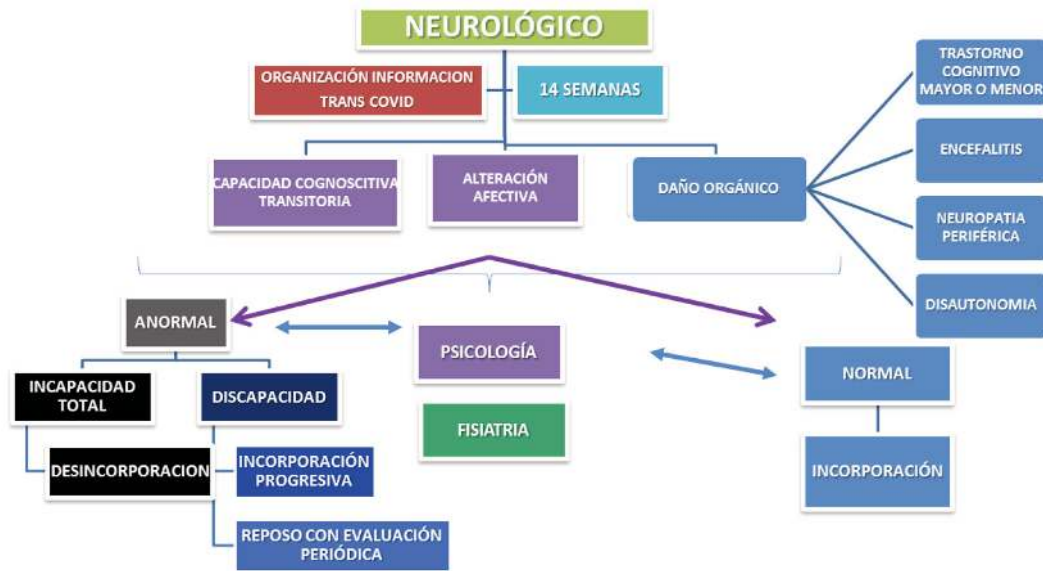 NEUROLÓGICO
ORGANIZACIÓN INFORMACION
TRANS COVID
14 SEMANAS
CAPACIDAD COGNOSCITIVA
TRANSITORIA
ALTERACIÓN
AFECTIVA
DAÑO ORGÁNICO
TRASTORNO
COGNITIVO
MAYOR O MENOR
ENCEFALITIS
NEUROPATIA
PERIFÉRICA
DISAUTONOMIA
ANORMAL
PSICOLOGÍA
NORMAL
INCAPACIDAD
TOTAL
DISCAPACIDAD
FISIATRIA
DESINCORPORACION
INCORPORACIÓN
PROGRESIVA
INCORPORACIÓN
REPOSO CON EVALUACIÓN
PERIÓDICA